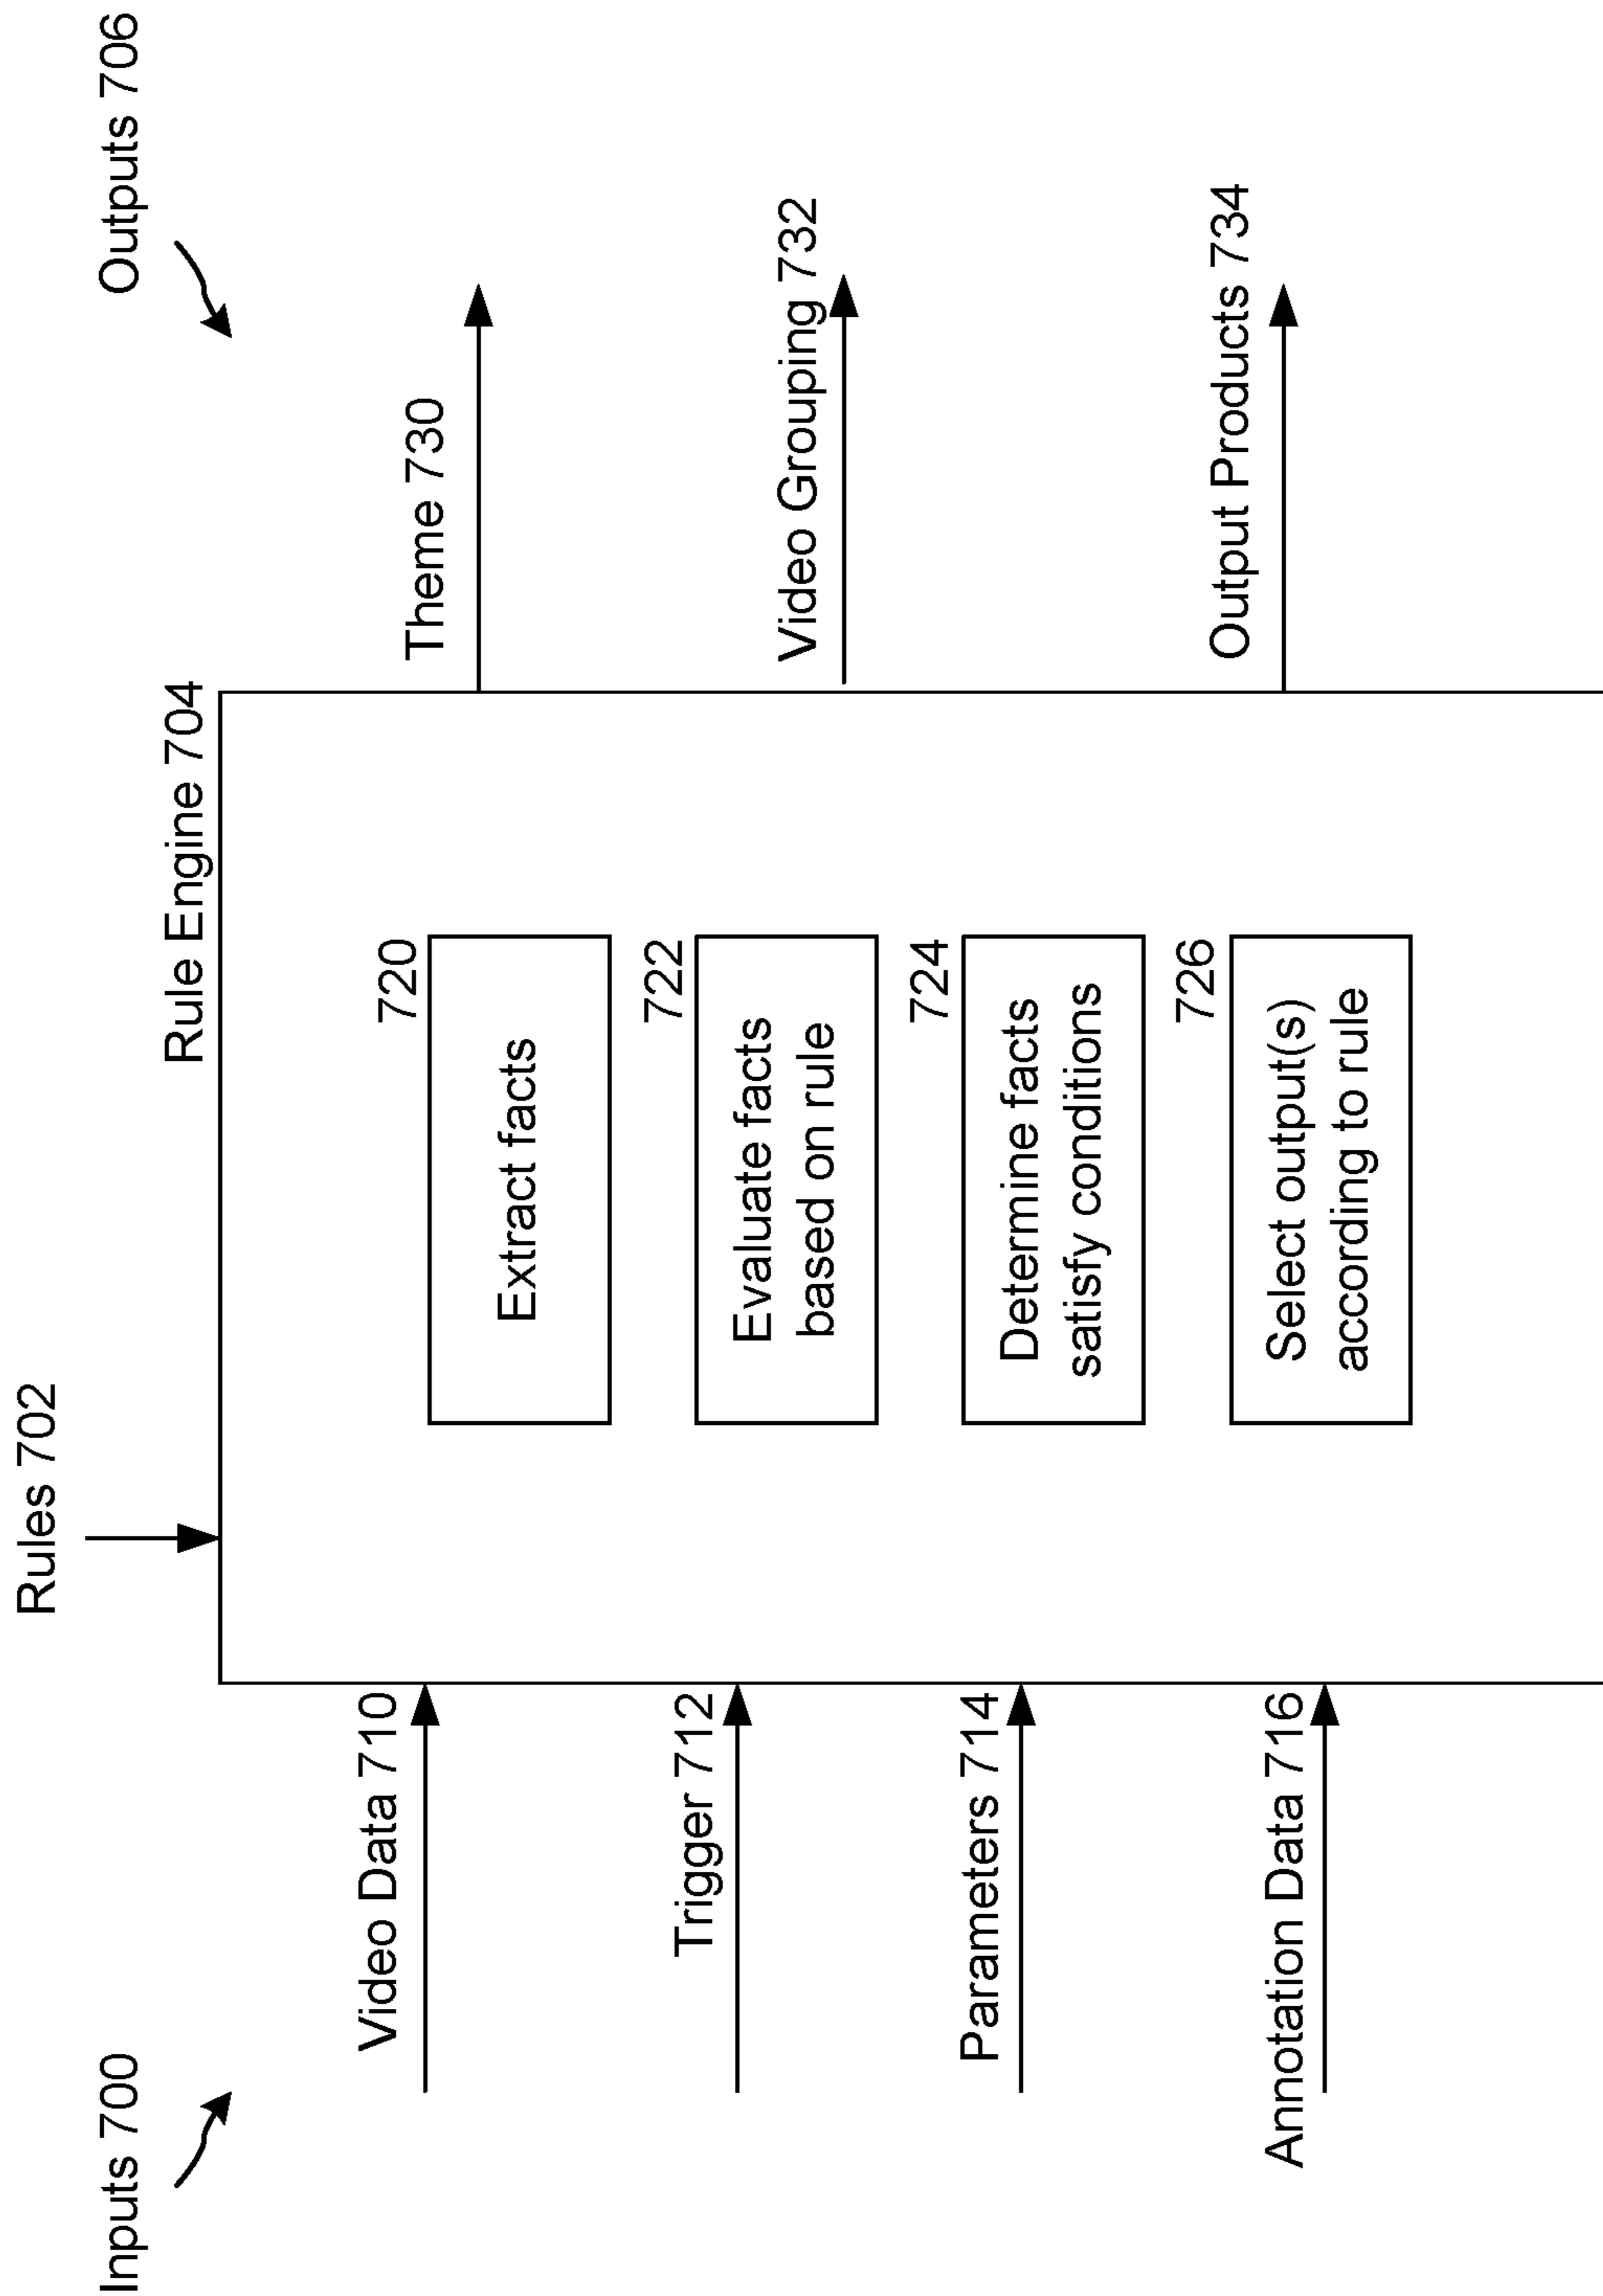 Rules 702
Inputs 700
Outputs 706
Rule Engine 704
Video Data 710
Trigger 712
Parameters 714
Annotation Data 716
720
Extract facts
722
Evaluate facts
based on rule
724
Determine facts
satisfy conditions
726
Select output(s)
according to rule
Theme 730
Video Grouping 732
Output Products 734